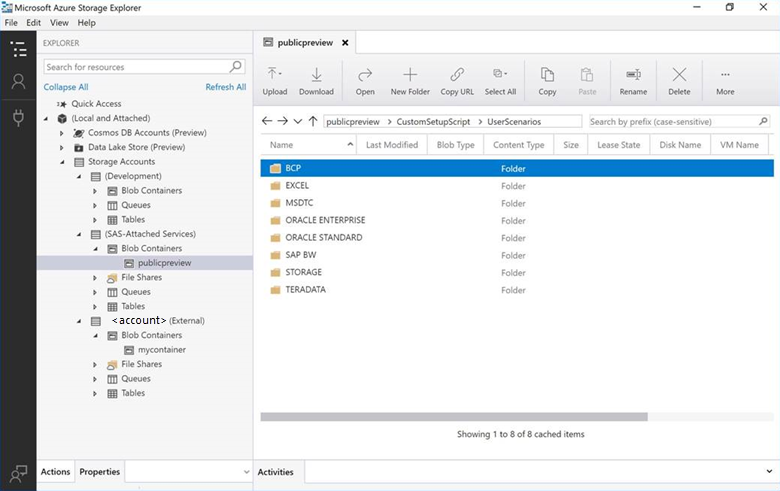 Microsoft Azure Storage Explorer
File Edit View Help
EXPLORER
Search for resources
Collapse All Refresh All
Quick Access
(Local and Attached)
Cosmos DB Accounts (Preview)
Data Lake Store (Preview)
Storage Accounts
(Development)
Blob Containers
Queues
Tables
(SAS-Attached Services)
Blob Containers
publicpreview
File Shares
Queues
Tables
<account> (External)
Blob Containers
mycontainer
File Shares
Queues
Tables
Actions Properties
publicpreview
Upload Download Open New Folder Copy URL Select All Copy Paste Rename Delete More
publicpreview CustomSetupScript UserScenarios Search by prefix (case-sensitive)
Name Last Modified Blob Type Content Type Size Lease State Disk Name VM Name
BCP Folder
EXCEL Folder
MSDTC Folder
ORACLE ENTERPRISE Folder
ORACLE STANDARD Folder
SAP BW Folder
STORAGE Folder
TERADATA Folder
Showing 1 to 8 of 8 cached items
Activities